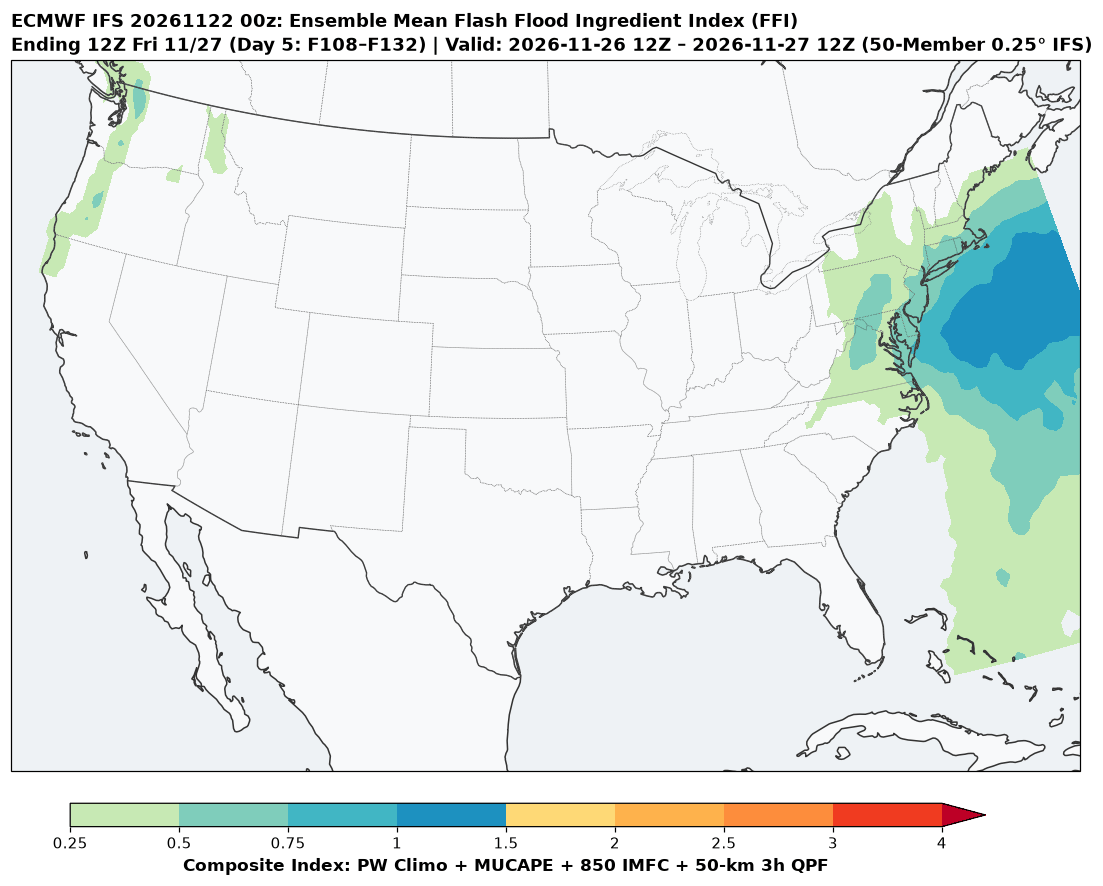 ECMWF IFS 20261122 00z: Ensemble Mean Flash Flood Ingredient Index (FFI)
Ending 12Z Fri 11/27 (Day 5: F108–F132) | Valid: 2026-11-26 12Z – 2026-11-27 12Z (50-Member 0.25° IFS)
0.25 0.5 0.75 1 1.5 2 2.5 3 4
Composite Index: PW Climo + MUCAPE + 850 IMFC + 50-km 3h QPF